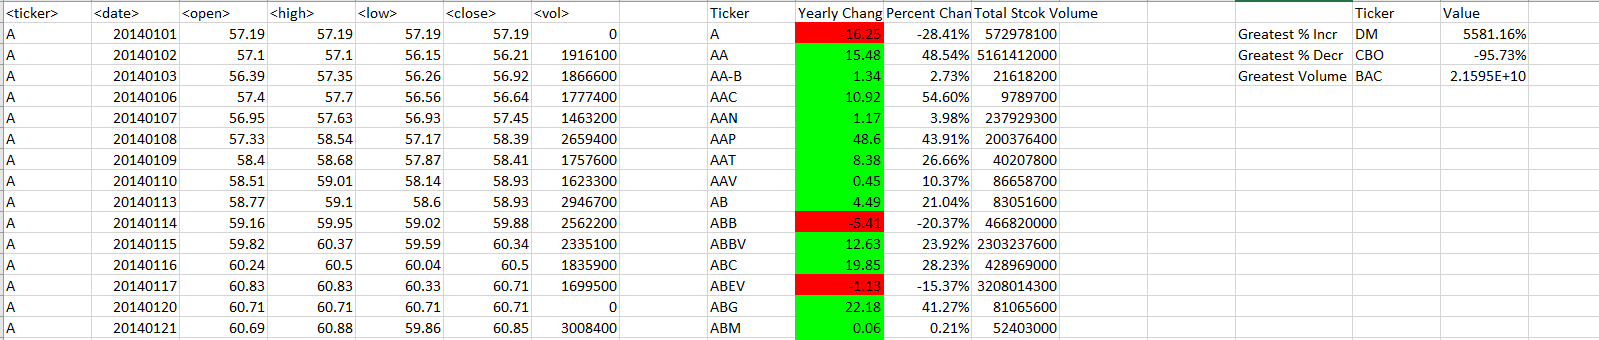 <ticker> <date> <open> <high> <low> <close> <vol> Ticker Yearly Chang Percent Chan Total Stcok Volume Ticker Value
A 20140101 57.19 57.19 57.19 57.19 0 A -16.25 -28.41% 572978100 Greatest % Incr DM 5581.16%
A 20140102 57.1 57.1 56.15 56.21 1916100 AA 15.48 48.54% 5161412000 Greatest % Decr CBO -95.73%
A 20140103 56.39 57.35 56.26 56.92 1866600 AA-B 1.34 2.73% 21618200 Greatest Volume BAC 2.1595E+10
A 20140106 57.4 57.7 56.56 56.64 1777400 AAC 10.92 54.60% 9789700
A 20140107 56.95 57.63 56.93 57.45 1463200 AAN 1.17 3.98% 237929300
A 20140108 57.33 58.54 57.17 58.39 2659400 AAP 48.6 43.91% 200376400
A 20140109 58.4 58.68 57.87 58.41 1757600 AAT 8.38 26.66% 40207800
A 20140110 58.51 59.01 58.14 58.93 1623300 AAV 0.45 10.37% 86658700
A 20140113 58.77 59.1 58.6 58.93 2946700 AB 4.49 21.04% 83051600
A 20140114 59.16 59.95 59.02 59.88 2562200 ABB -5.41 -20.37% 466820000
A 20140115 59.82 60.37 59.59 60.34 2335100 ABBV 12.63 23.92% 2303237600
A 20140116 60.24 60.5 60.04 60.5 1835900 ABC 19.85 28.23% 428969000
A 20140117 60.83 60.83 60.33 60.71 1699500 ABEV -1.13 -15.37% 3208014300
A 20140120 60.71 60.71 60.71 60.71 0 ABG 22.18 41.27% 81065600
A 20140121 60.69 60.88 59.86 60.85 3008400 ABM 0.06 0.21% 52403000